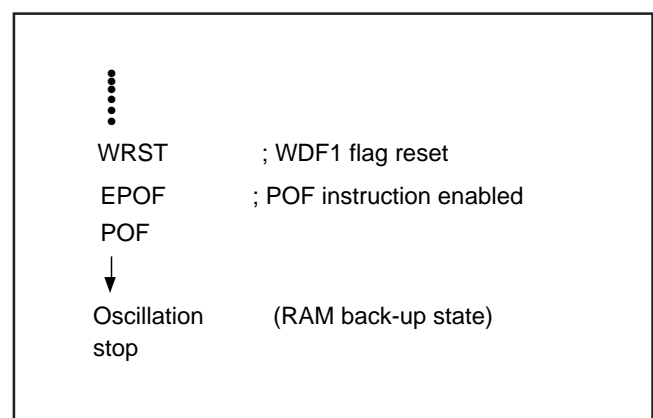 WRST ; WDF1 flag reset
EPOF ; POF instruction enabled
POF
Oscillation (RAM back-up state)
stop